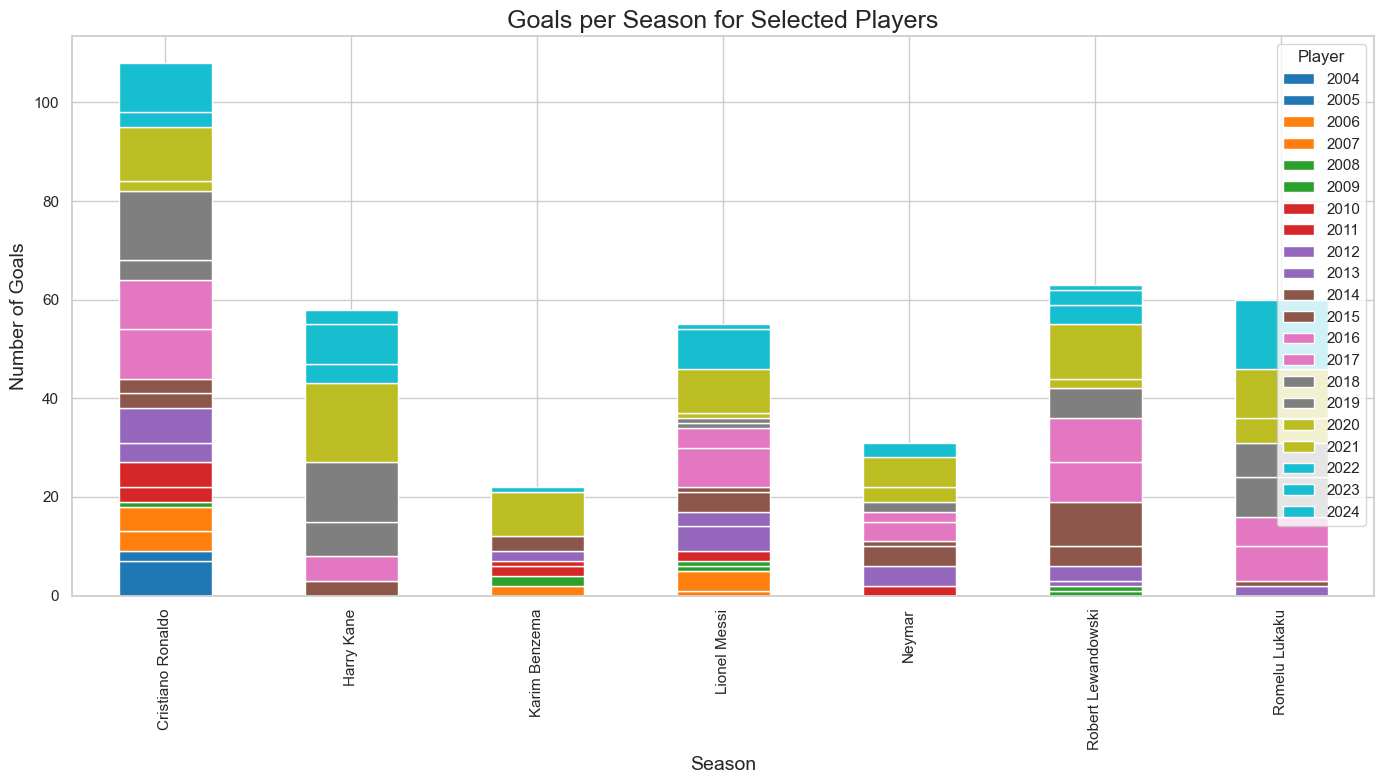 Goals per Season for Selected Players
Number of Goals
100
80
60
40
20
0
Player
2004
2005
2006
2007
2008
2009
2010
2011
2012
2013
2014
2015
2016
2017
2018
2019
2020
2021
2022
2023
2024
Cristiano Ronaldo
Harry Kane
Karim Benzema
Lionel Messi
Neymar
Robert Lewandowski
Romelu Lukaku
Season